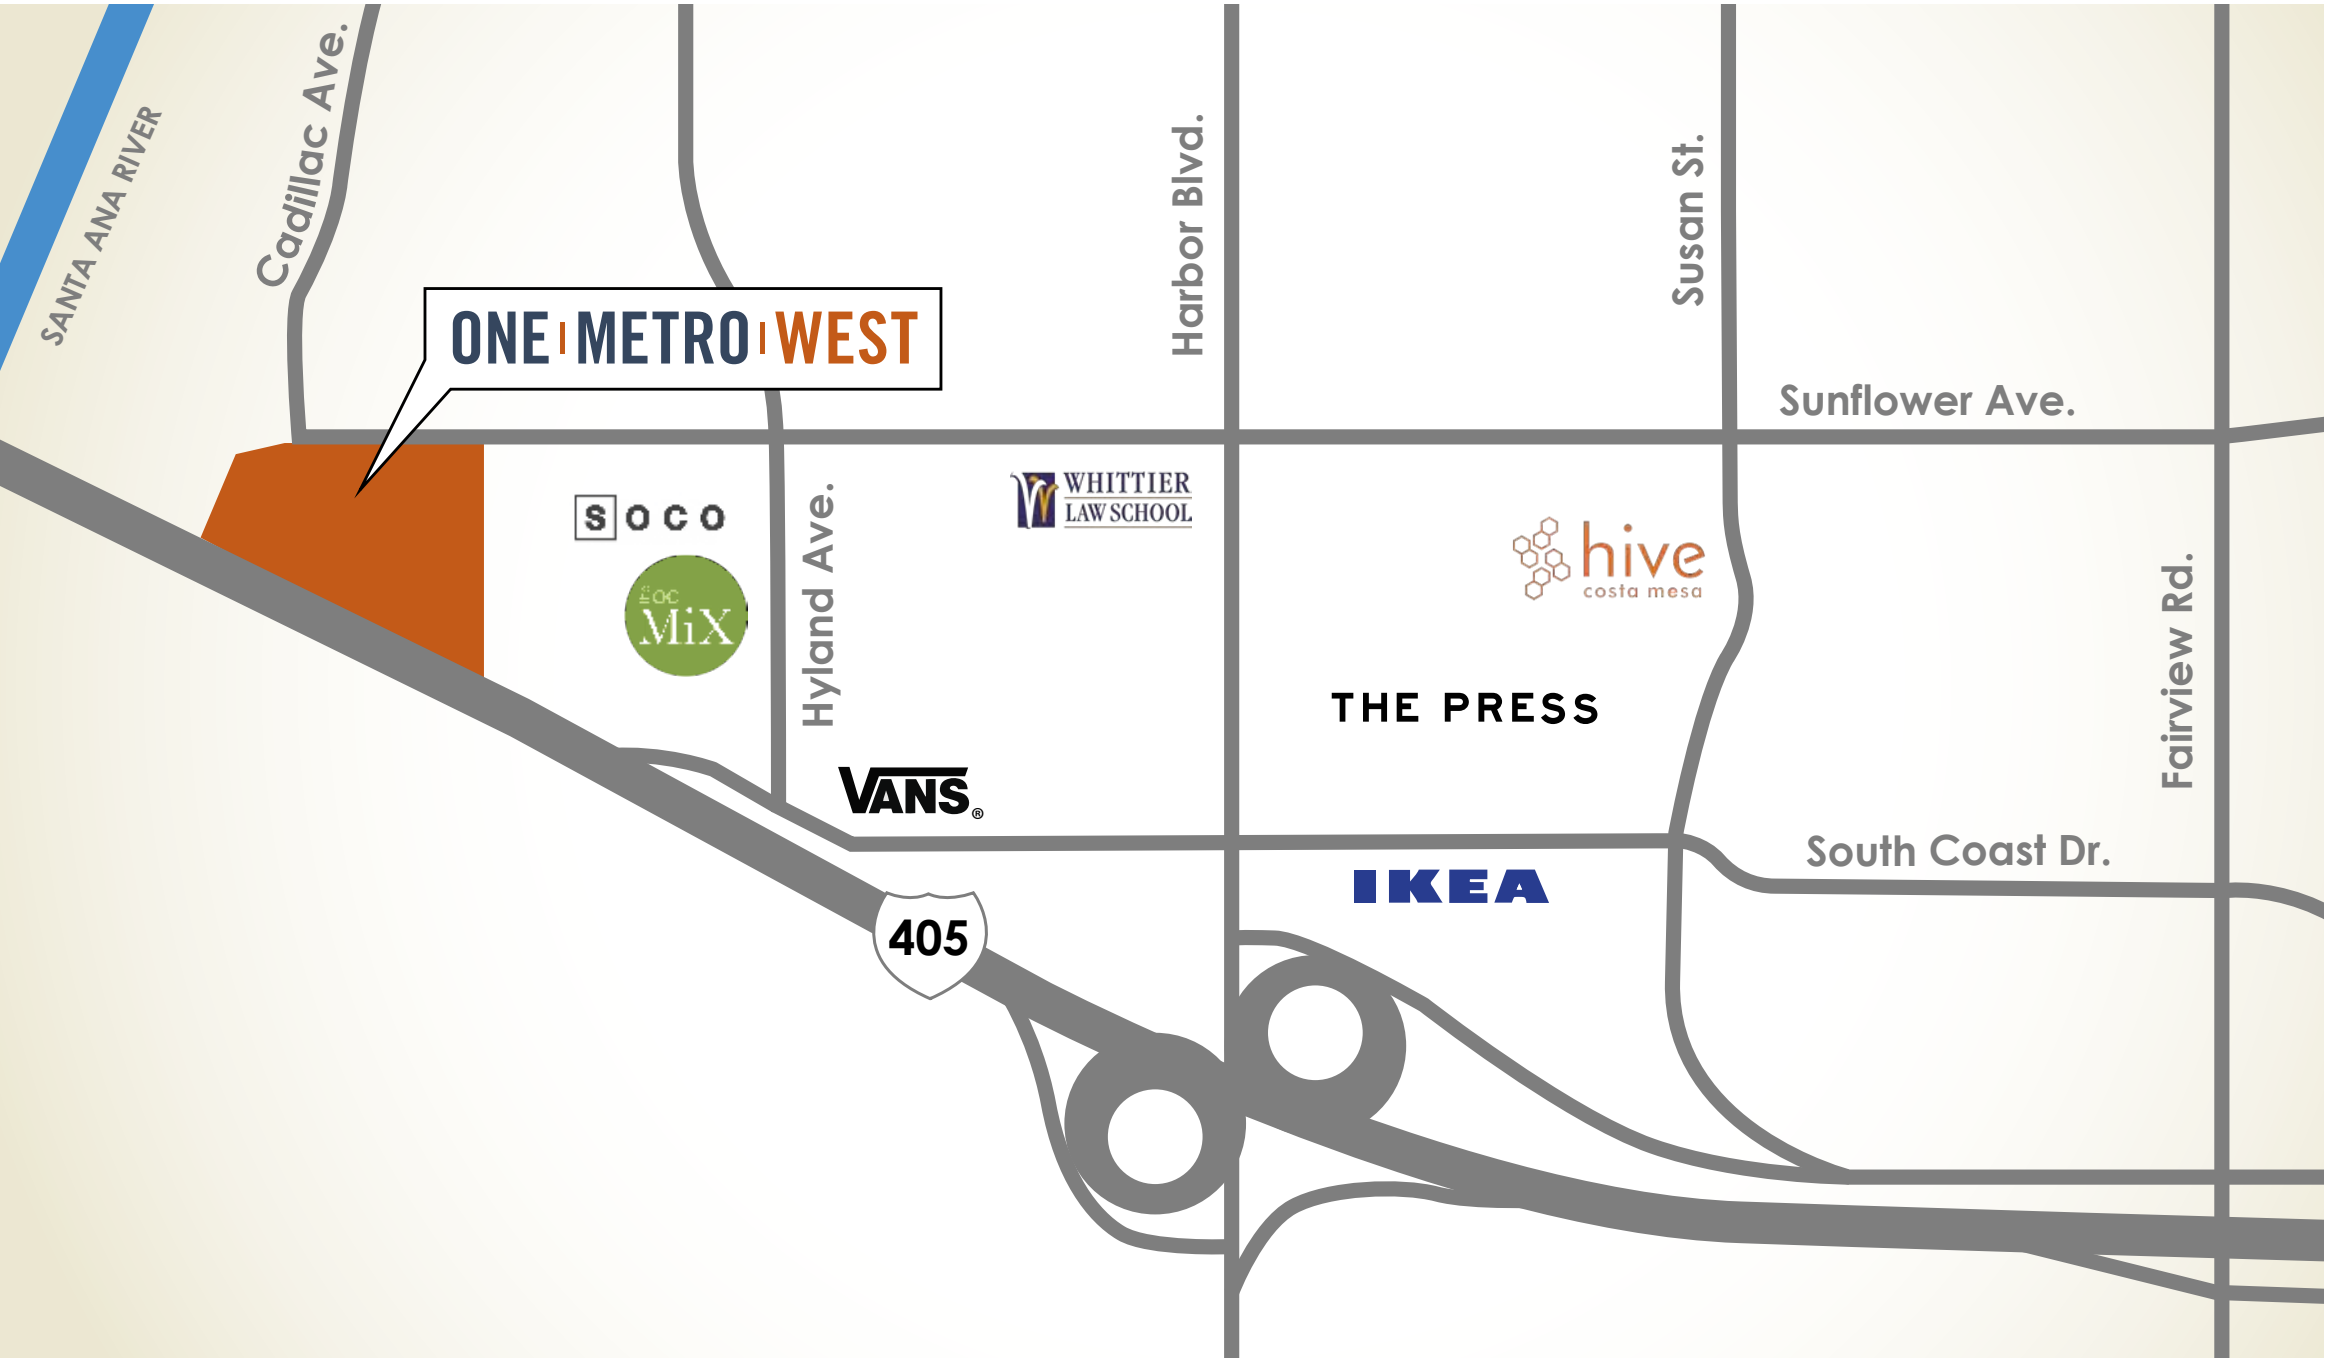 Cadillac Ave.
SANTA ANA RIVER
Harbor Blvd.
Susan St.
ONE METRO WEST
Sunflower Ave.
SOCO
THE OC
MiX
Hyland Ave.
WHITTIER
LAW SCHOOL
hive
costa mesa
Fairview Rd.
THE PRESS
VANS®
South Coast Dr.
IKEA
405